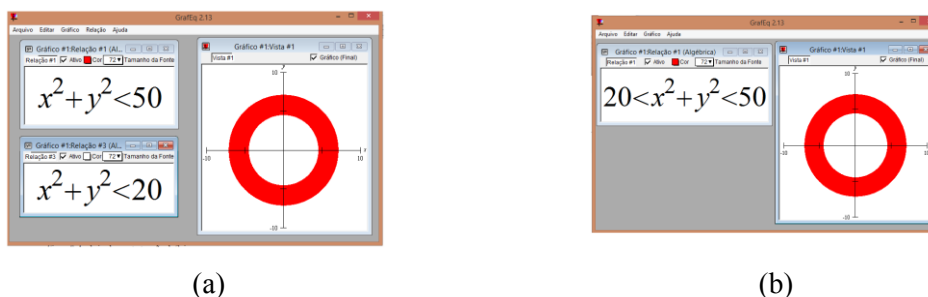 GrafEq 2.13
Arquivo Editar Gráfico Relação Ajuda
Gráfico #1:Relação #1 (Al...
Relação #1 Ativo Cor 72 Tamanho da Fonte
x²+y²<50
Gráfico #1:Relação #3 (Al...
Relação #3 Ativo Cor 72 Tamanho da Fonte
x²+y²<20
Gráfico #1:Vista #1
Vista #1 Gráfico (Final)
y
10
-10 10 x
-10
(a)
GrafEq 2.13
Arquivo Editar Gráfico Ajuda
Gráfico #1:Relação #1 (Algébrica)
Relação #1 Ativo Cor 72 Tamanho da Fonte
20<x²+y²<50
Gráfico #1:Vista #1
Vista #1 Gráfico (Final)
y
10
-10
-10
(b)